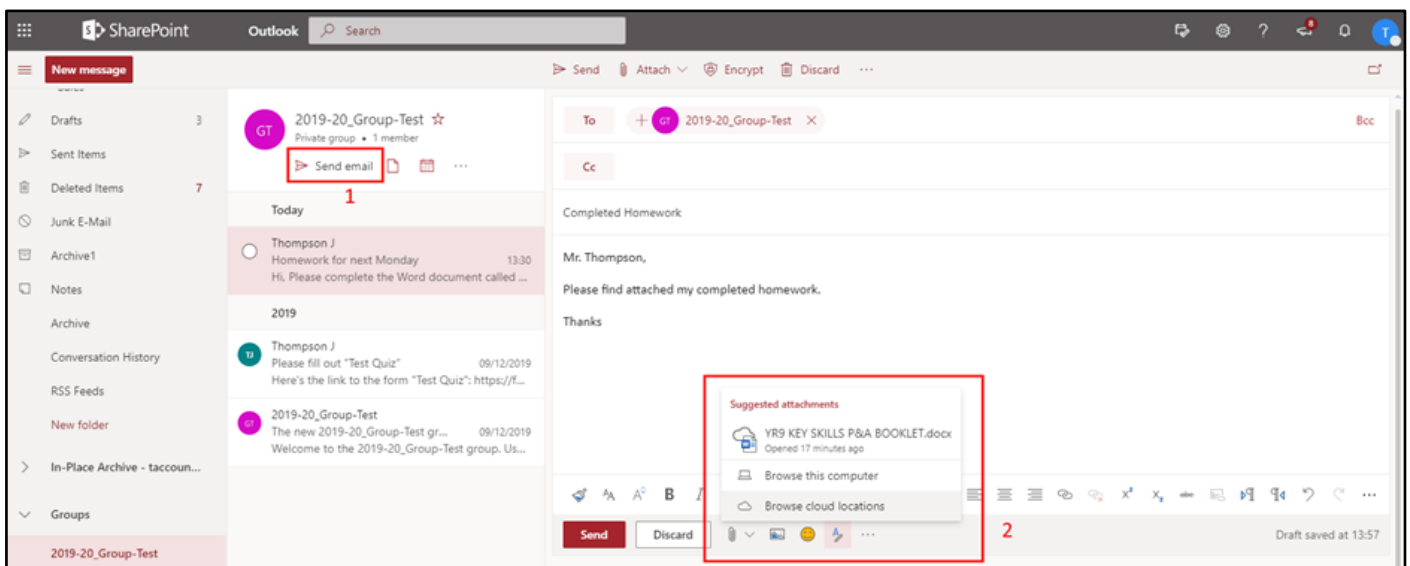 SharePoint Outlook Search 8 T
New message Send Attach Encrypt Discard ...
Drafts 3
Sent Items
Deleted Items 7
Junk E-Mail
Archive1
Notes
Archive
Conversation History
RSS Feeds
New folder
In-Place Archive - taccoun...
Groups
2019-20_Group-Test
GT
2019-20_Group-Test
Private group • 1 member
Send email ...
1
Today
Thompson J
Homework for next Monday 13:30
Hi, Please complete the Word document called ...
2019
TJ
Thompson J
Please fill out "Test Quiz" 09/12/2019
Here's the link to the form "Test Quiz": https://f...
GT
2019-20_Group-Test
The new 2019-20_Group-Test gr... 09/12/2019
Welcome to the 2019-20_Group-Test group. Us...
To GT 2019-20_Group-Test Bcc
Cc
Completed Homework
Mr. Thompson,
Please find attached my completed homework.
Thanks
Suggested attachments
YR9 KEY SKILLS P&A BOOKLET.docx
Opened 17 minutes ago
Browse this computer
Browse cloud locations
B I
Send Discard ... 2 Draft saved at 13:57